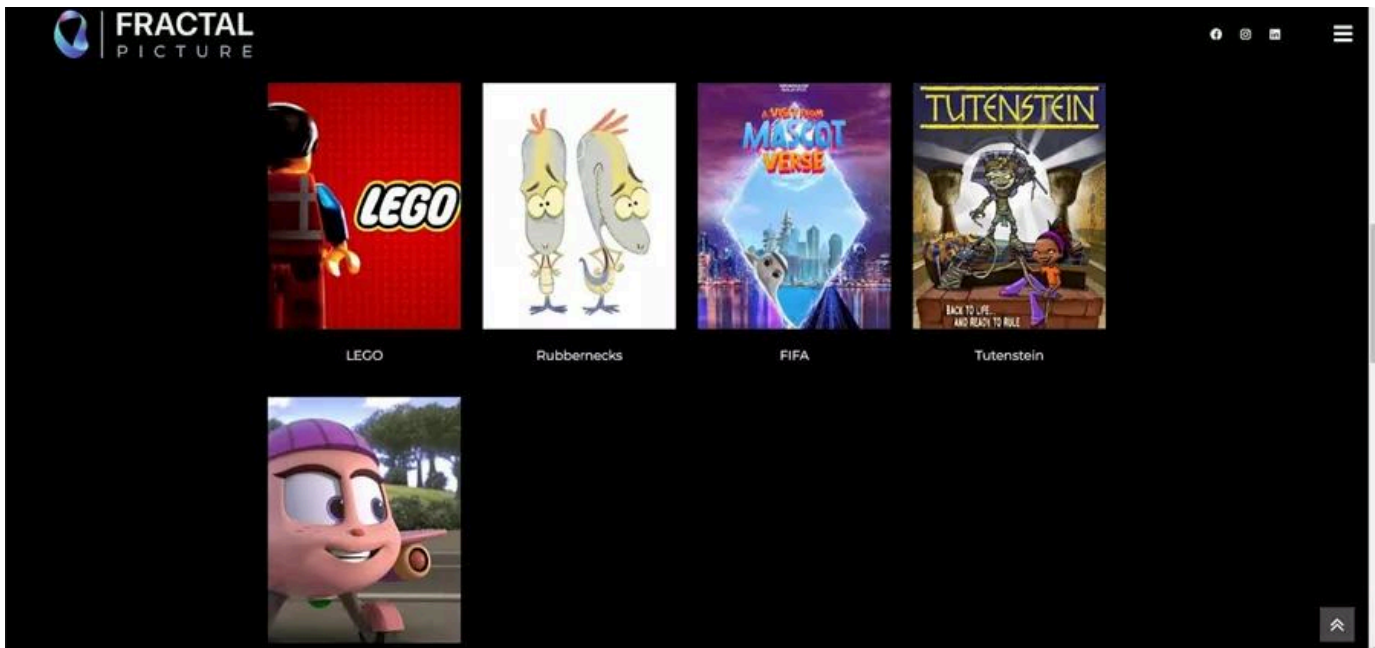 FRACTAL
PICTURE
LEGO
A VISIT FROM
MASCOT
VERSE
TUTENSTEIN
BACK TO LIFE...
AND READY TO RULE
LEGO
Rubbernecks
FIFA
Tutenstein